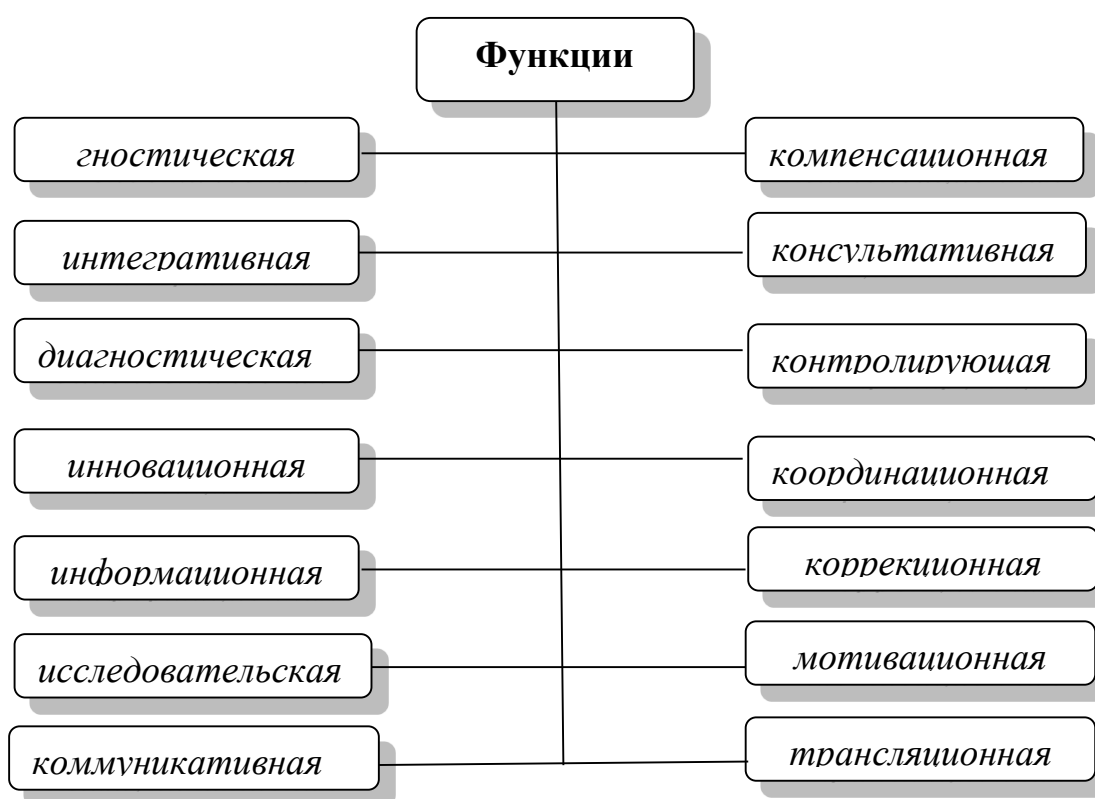 Функции
гностическая
компенсационная
интегративная
консультативная
диагностическая
контролирующая
инновационная
координационная
информационная
коррекционная
исследовательская
мотивационная
коммуникативная
трансляционная